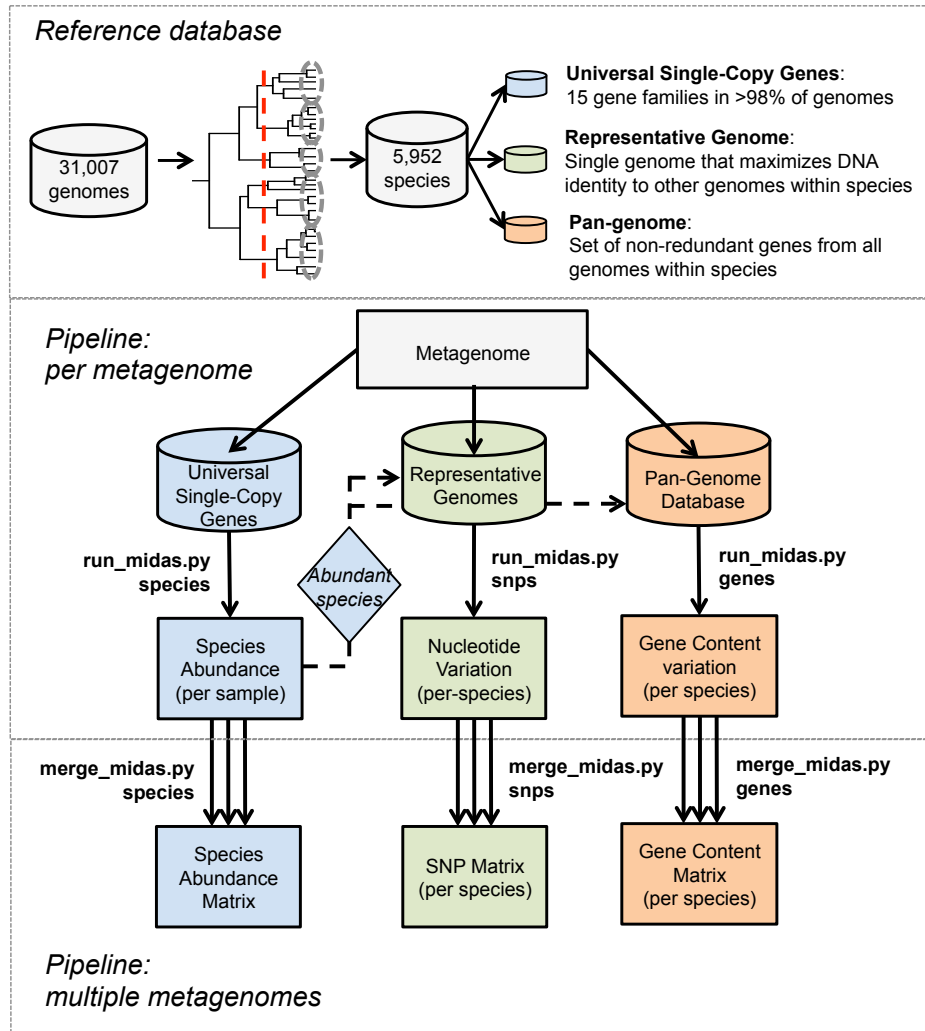 Reference database
31,007
genomes
5,952
species
Universal Single-Copy Genes:
15 gene families in >98% of genomes
Representative Genome:
Single genome that maximizes DNA
identity to other genomes within species
Pan-genome:
Set of non-redundant genes from all
genomes within species
Pipeline:
per metagenome
Metagenome
Universal
Single-Copy
Genes
Representative
Genomes
Pan-Genome
Database
run_midas.py
species
Abundant
species
run_midas.py
snps
run_midas.py
genes
Species
Abundance
(per sample)
Nucleotide
Variation
(per-species)
Gene Content
variation
(per species)
merge_midas.py
species
merge_midas.py
snps
merge_midas.py
genes
Species
Abundance
Matrix
SNP Matrix
(per species)
Gene Content
Matrix
(per species)
Pipeline:
multiple metagenomes